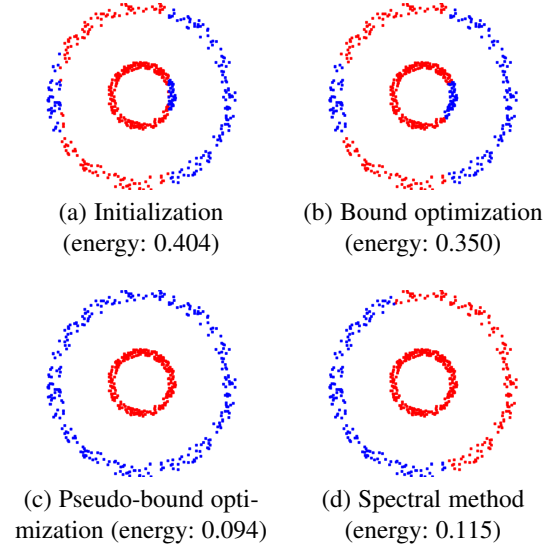 (a) Initialization
(energy: 0.404)
(b) Bound optimization
(energy: 0.350)
(c) Pseudo-bound opti-
mization (energy: 0.094)
(d) Spectral method
(energy: 0.115)